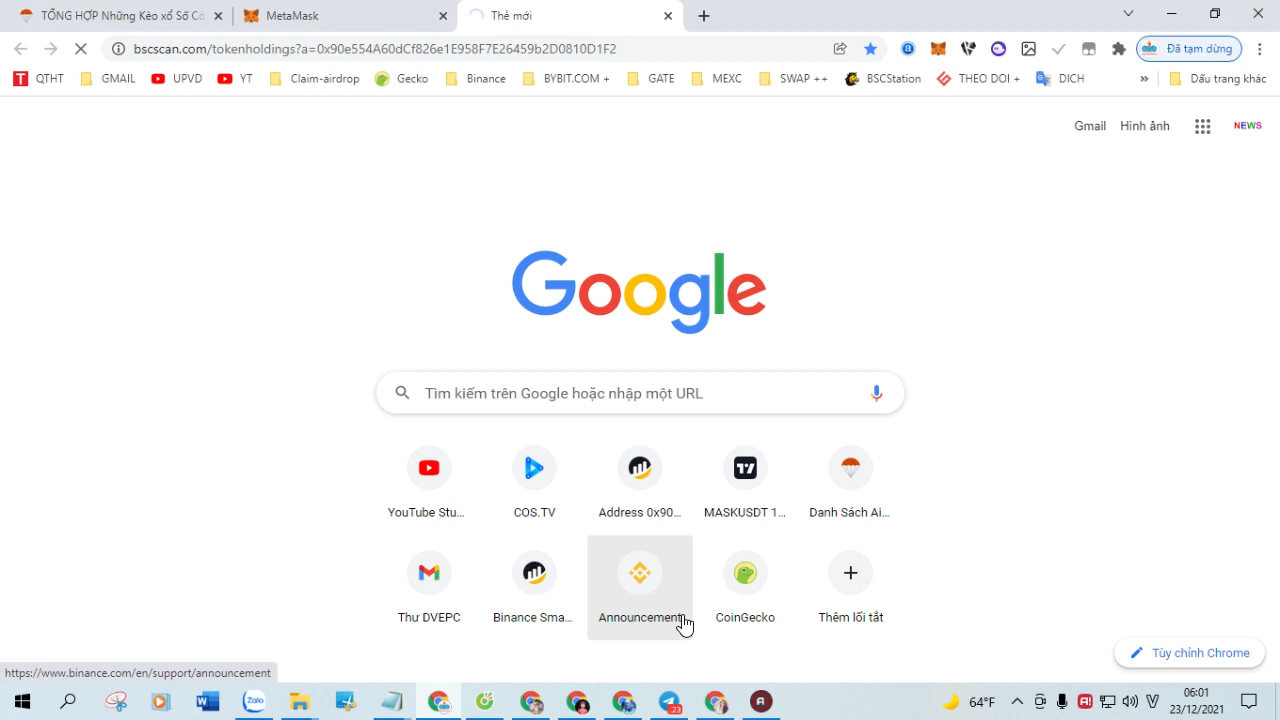 TỔNG HỢP Những Kèo xổ Số Cơ
MetaMask
Thẻ mới
bscscan.com/tokenholdings?a=0x90e554A60dCf826e1E958F7E26459b2D0810D1F2
Đã tạm dừng
QTHT
GMAIL
UPVD
YT
Claim-airdrop
Gecko
Binance
BYBIT.COM +
GATE
MEXC
SWAP ++
BSCStation
THEO DOI +
DICH
»
Dấu trang khác
Gmail
Hình ảnh
NEWS
Google
Tìm kiếm trên Google hoặc nhập một URL
YouTube Stu...
COS.TV
Address 0x90...
MASKUSDT 1...
Danh Sách Ai...
Thư DVEPC
Binance Sma...
Announcement
CoinGecko
Thêm lối tắt
Tùy chỉnh Chrome
https://www.binance.com/en/support/announcement
Zalo
23
64°F
06:01
23/12/2021